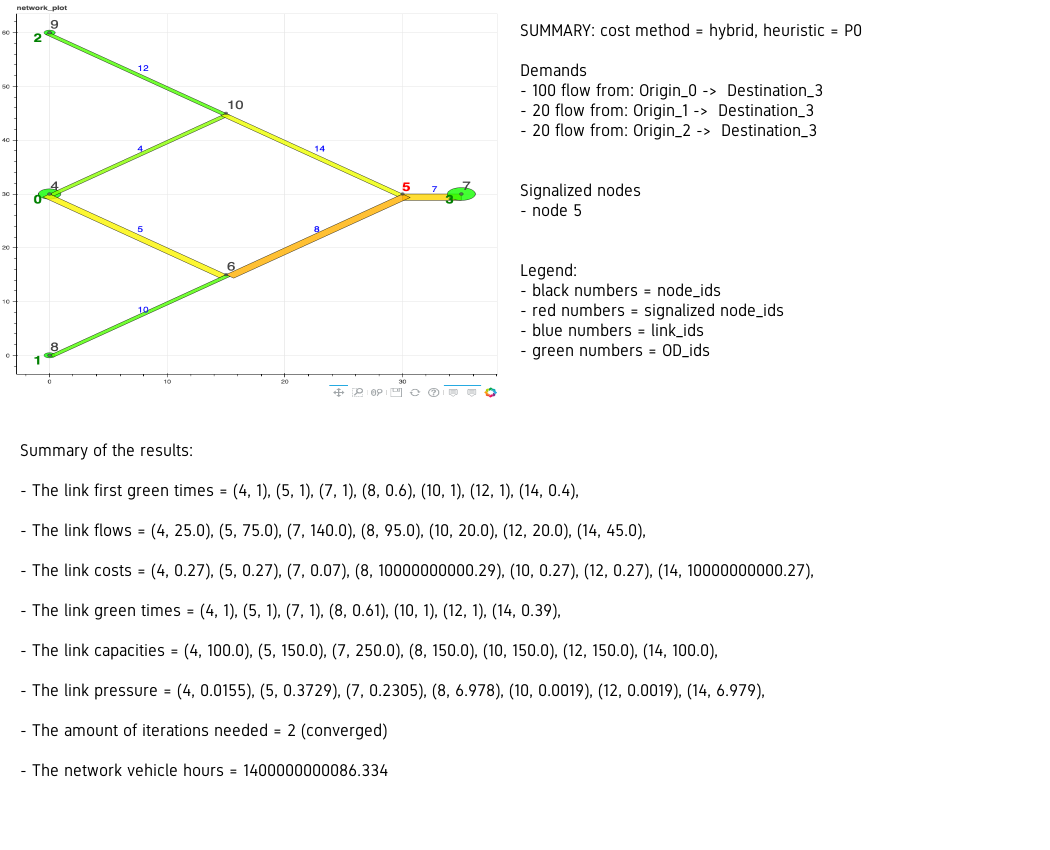 network_plot
60
50
40
30
20
10
0
0
10
20
30
9
2
12
10
4
14
4
0
5
7
7
3
5
8
6
10
8
1
SUMMARY: cost method = hybrid, heuristic = P0
Demands
- 100 flow from: Origin_0 -> Destination_3
- 20 flow from: Origin_1 -> Destination_3
- 20 flow from: Origin_2 -> Destination_3
Signalized nodes
- node 5
Legend:
- black numbers = node_ids
- red numbers = signalized node_ids
- blue numbers = link_ids
- green numbers = OD_ids
Summary of the results:
- The link first green times = (4, 1), (5, 1), (7, 1), (8, 0.6), (10, 1), (12, 1), (14, 0.4),
- The link flows = (4, 25.0), (5, 75.0), (7, 140.0), (8, 95.0), (10, 20.0), (12, 20.0), (14, 45.0),
- The link costs = (4, 0.27), (5, 0.27), (7, 0.07), (8, 10000000000.29), (10, 0.27), (12, 0.27), (14, 10000000000.27),
- The link green times = (4, 1), (5, 1), (7, 1), (8, 0.61), (10, 1), (12, 1), (14, 0.39),
- The link capacities = (4, 100.0), (5, 150.0), (7, 250.0), (8, 150.0), (10, 150.0), (12, 150.0), (14, 100.0),
- The link pressure = (4, 0.0155), (5, 0.3729), (7, 0.2305), (8, 6.978), (10, 0.0019), (12, 0.0019), (14, 6.979),
- The amount of iterations needed = 2 (converged)
- The network vehicle hours = 1400000000086.334